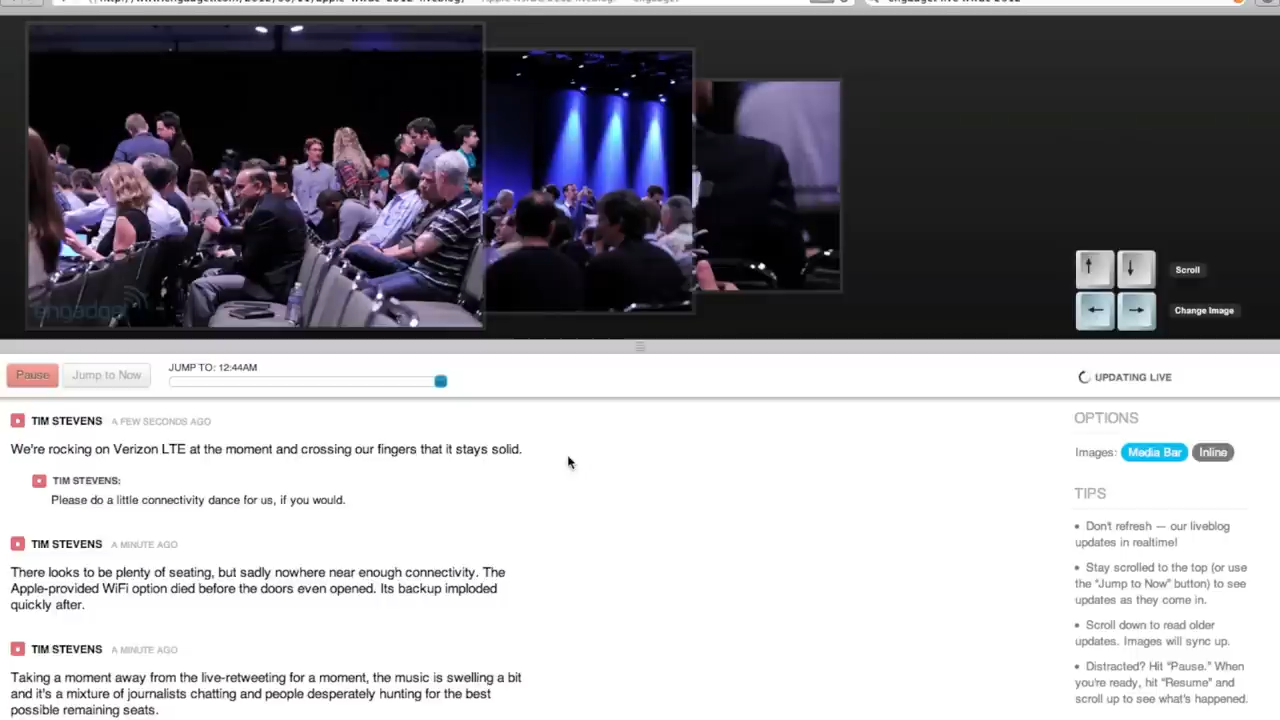 engadget
Scroll
Change Image
Pause
Jump to Now
JUMP TO: 12:44AM
UPDATING LIVE
TIM STEVENS A FEW SECONDS AGO
We're rocking on Verizon LTE at the moment and crossing our fingers that it stays solid.
TIM STEVENS:
Please do a little connectivity dance for us, if you would.
TIM STEVENS A MINUTE AGO
There looks to be plenty of seating, but sadly nowhere near enough connectivity. The
Apple-provided WiFi option died before the doors even opened. Its backup imploded
quickly after.
TIM STEVENS A MINUTE AGO
Taking a moment away from the live-retweeting for a moment, the music is swelling a bit
and it's a mixture of journalists chatting and people desperately hunting for the best
possible remaining seats.
OPTIONS
Images: Media Bar Inline
TIPS
• Don't refresh — our liveblog
updates in realtime!
• Stay scrolled to the top (or use
the "Jump to Now" button) to see
updates as they come in.
• Scroll down to read older
updates. Images will sync up.
• Distracted? Hit "Pause." When
you're ready, hit "Resume" and
scroll up to see what's happened.